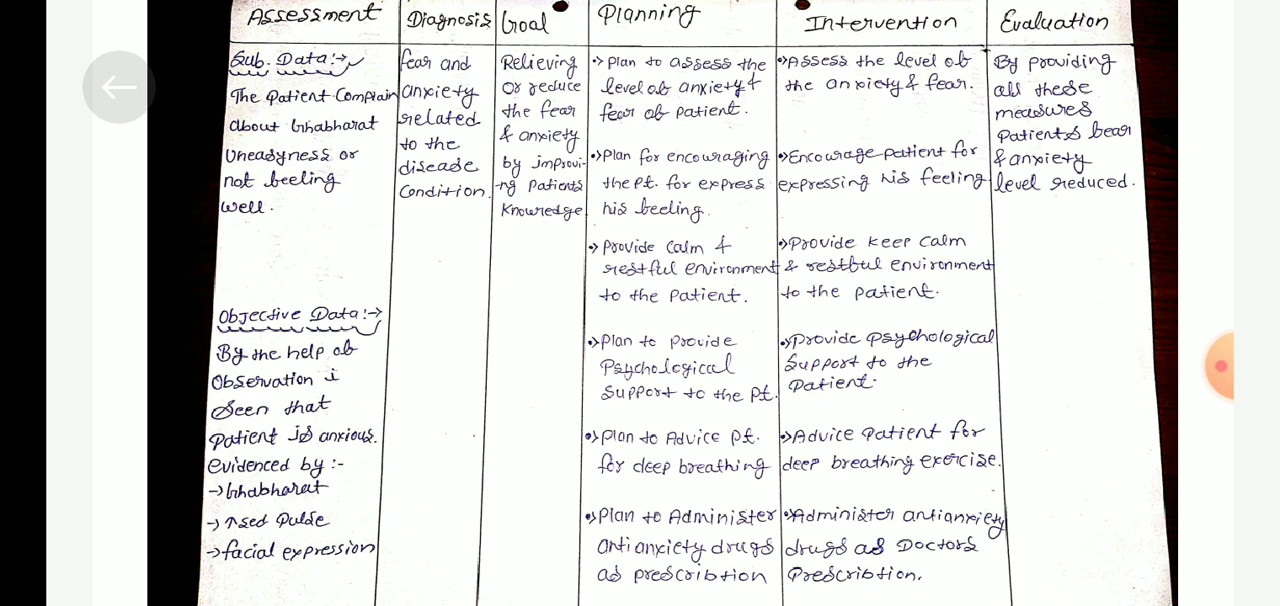 Assessment
Sub. Data:→
The Patient Complain
about Ghabharat
Uneasyness or
not feeling
well.
Objective Data:→
By the help of
Observation i
Seen that
Patient is anxious.
evidenced by:-
→ Ghabharat
→ ↑sed Pulse
→ facial expression
Diagnosis
fear and
anxiety
related
to the
disease
Condition.
Goal
Relieving
or reduce
the fear
& anxiety
by improvi-
-ng patients
Knowredge
Planning
•> Plan to assess the
level of anxiety &
fear of patient.
•> Plan for encouraging
the pt. for express
his feeling.
•> Provide Calm &
restful environment
to the Patient.
•> Plan to Provide
Psychological
Support to the Pt.
•> Plan to Advice Pt.
for deep breathing
•> Plan to Administer
Antianxiety drugs
as prescribtion
Intervention
•> Assess the level of
the anxiety & fear.
•> Encourage patient for
expressing his feeling
•> Provide Keep Calm
& restful environment
to the Patient.
•> Provide Psychological
Support to the
Patient.
•> Advice Patient for
deep breathing exercise.
•> Administer antianxiety
drugs as Doctors
Prescribtion.
Evaluation
By providing
all these
measures
Patients fear
& anxiety
level reduced.